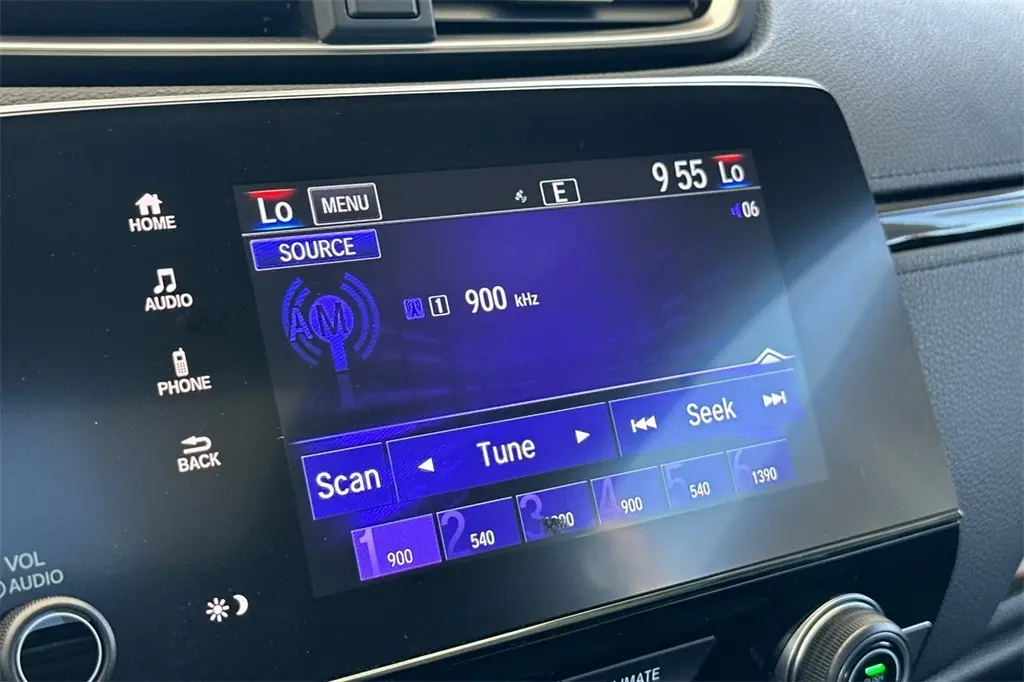 Lo MENU E 9 55 Lo
06
SOURCE
AM 1 900 kHz
HOME
AUDIO
PHONE
BACK
Scan Tune Seek
1 900 2 540 3 4 900 5 540 6 1390
VOL
AUDIO